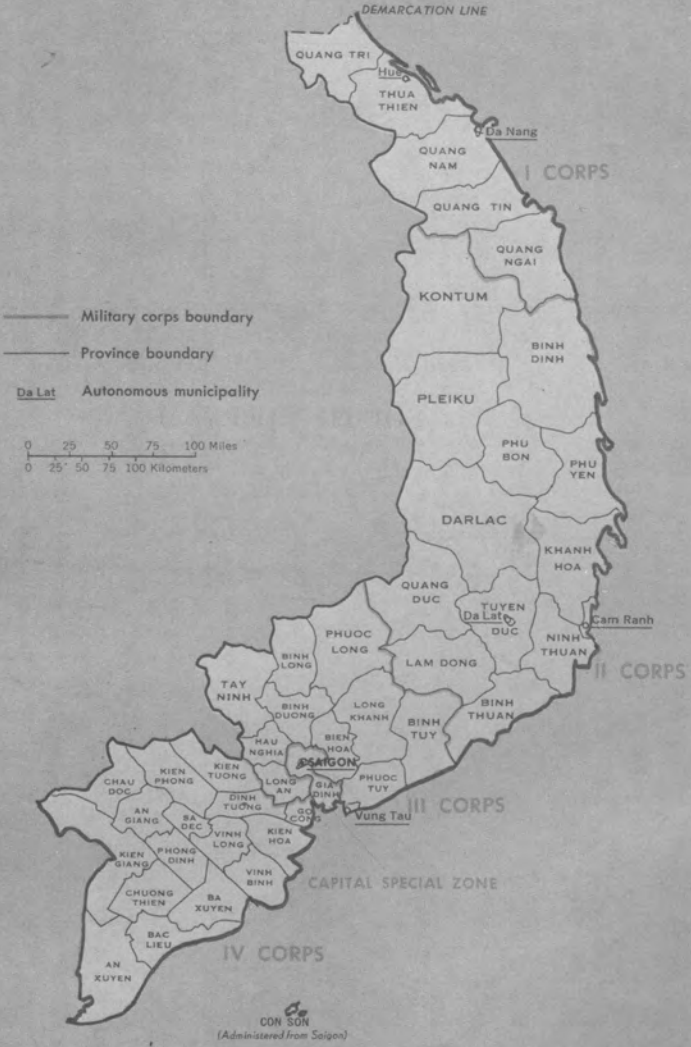 DEMARCATION LINE
QUANG TRI
Hue
THUA
THIEN
Da Nang
QUANG
NAM
I CORPS
QUANG TIN
QUANG
NGAI
KONTUM
Military corps boundary
Province boundary
Da Lat Autonomous municipality
BINH
DINH
PLEIKU
0 25 50 75 100 Miles
0 25 50 75 100 Kilometers
PHU
BON
PHU
YEN
DARLAC
KHANH
HOA
QUANG
DUC
Da Lat
TUYEN
DUC
Cam Ranh
NINH
THUAN
II CORPS
PHUOC
LONG
BINH
LONG
LAM DONG
TAY
NINH
BINH
THUAN
BINH
DUONG
LONG
KHANH
BINH
TUY
HAU
NGHIA
BIEN
HOA
SAIGON
KIEN
TUONG
KIEN
PHONG
CHAU
DOC
LONG
AN
GIA
DINH
PHUOC
TUY
III CORPS
Vung Tau
DINH
TUONG
GO
CONG
AN
GIANG
SA
DEC
VINH
LONG
KIEN
HOA
KIEN
GIANG
PHONG
DINH
VINH
BINH
CAPITAL SPECIAL ZONE
CHUONG
THIEN
BA
XUYEN
BAC
LIEU
IV CORPS
AN
XUYEN
CON SON
(Administered from Saigon)